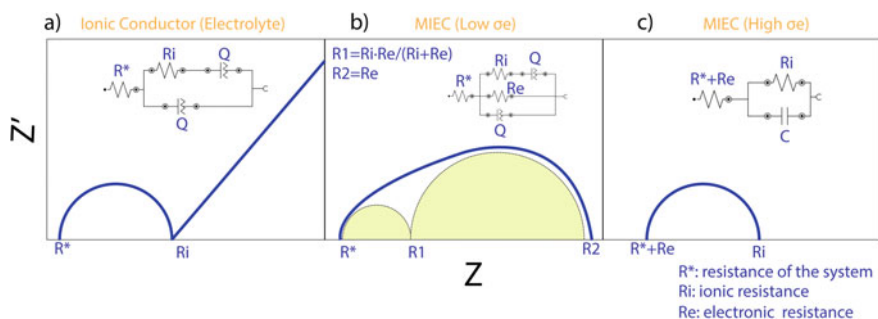 a) Ionic Conductor (Electrolyte)
b) MIEC (Low σe)
c) MIEC (High σe)
Z'
R*
Ri
Q
Q
R*
Ri
R1=Ri·Re/(Ri+Re)
R2=Re
R*
Ri
Q
Re
Q
R*
R1
R2
R*+Re
Ri
C
R*+Re
Ri
Z
R*: resistance of the system
Ri: ionic resistance
Re: electronic resistance